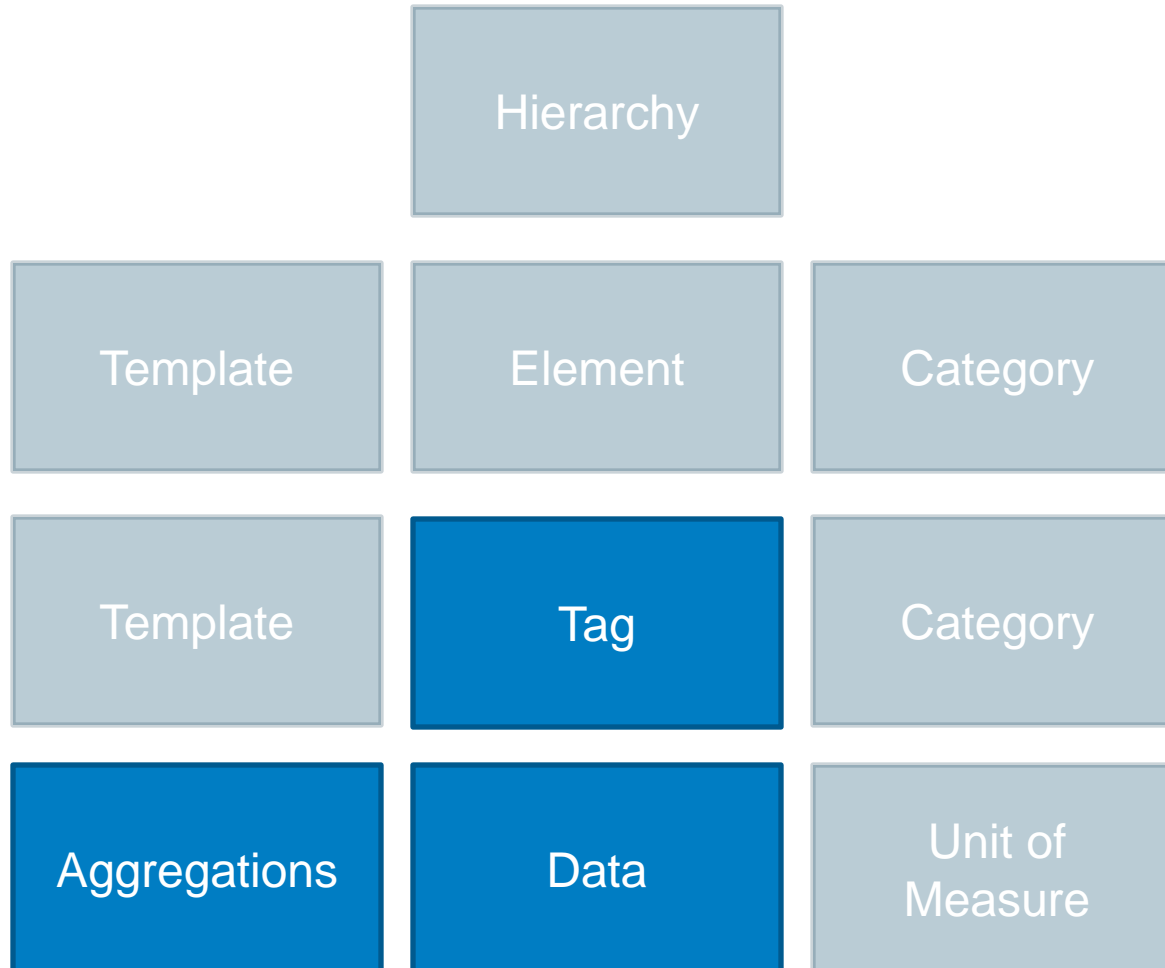 Hierarchy
Template
Element
Category
Template
Tag
Category
Aggregations
Data
Unit of
Measure